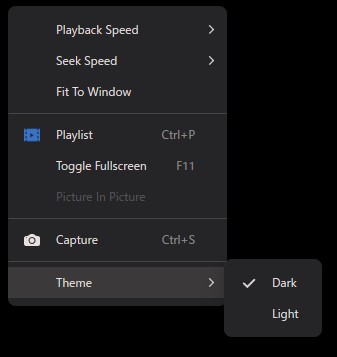 Playback Speed
Seek Speed
Fit To Window
Playlist Ctrl+P
Toggle Fullscreen F11
Picture In Picture
Capture Ctrl+S
Theme
Dark
Light